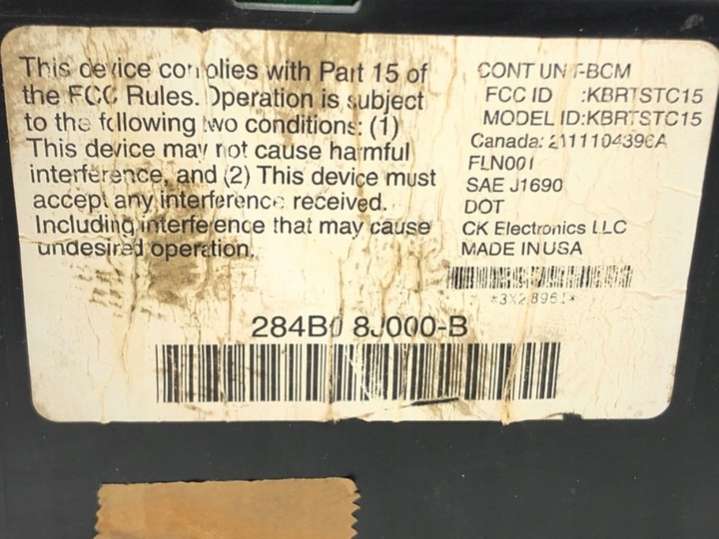 This device complies with Part 15 of
the FCC Rules. Operation is subject
to the following two conditions: (1)
This device may not cause harmful
interference, and (2) This device must
accept any interference received.
Including interference that may cause
undesired operation.
CONT UNIT-BCM
FCC ID :KBRTSTC15
MODEL ID:KBRTSTC15
Canada:
FLN001
SAE J1690
DOT
CK Electronics LLC
MADE IN USA
284B0 8J000-B